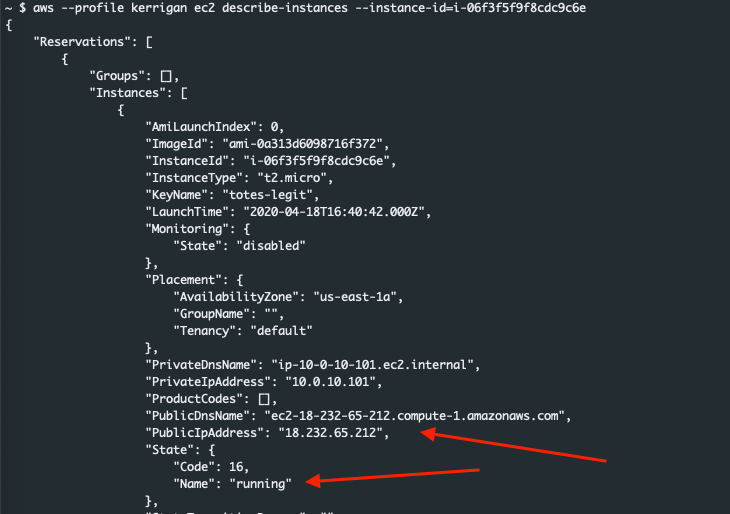 ~ $ aws --profile kerrigan ec2 describe-instances --instance-id=i-06f3f5f9f8cdc9c6e
{
    "Reservations": [
        {
            "Groups": [],
            "Instances": [
                {
                    "AmiLaunchIndex": 0,
                    "ImageId": "ami-0a313d6098716f372",
                    "InstanceId": "i-06f3f5f9f8cdc9c6e",
                    "InstanceType": "t2.micro",
                    "KeyName": "totes-legit",
                    "LaunchTime": "2020-04-18T16:40:42.000Z",
                    "Monitoring": {
                        "State": "disabled"
                    },
                    "Placement": {
                        "AvailabilityZone": "us-east-1a",
                        "GroupName": "",
                        "Tenancy": "default"
                    },
                    "PrivateDnsName": "ip-10-0-10-101.ec2.internal",
                    "PrivateIpAddress": "10.0.10.101",
                    "ProductCodes": [],
                    "PublicDnsName": "ec2-18-232-65-212.compute-1.amazonaws.com",
                    "PublicIpAddress": "18.232.65.212",
                    "State": {
                        "Code": 16,
                        "Name": "running"
                    },